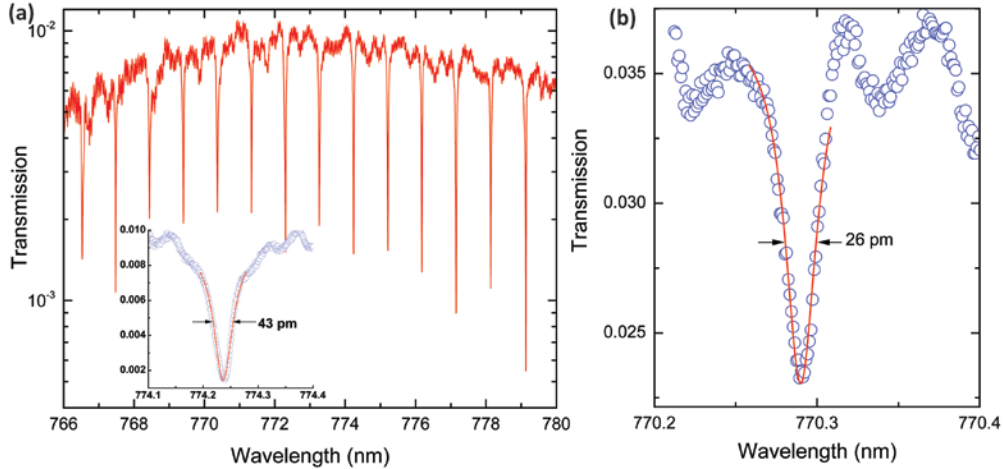 (a)
Transmission
10⁻²
10⁻³
766 768 770 772 774 776 778 780
Wavelength (nm)
0.010
0.008
0.006
0.004
0.002
774.1 774.2 774.3 774.4
43 pm
(b)
Transmission
0.035
0.030
0.025
770.2 770.3 770.4
Wavelength (nm)
26 pm